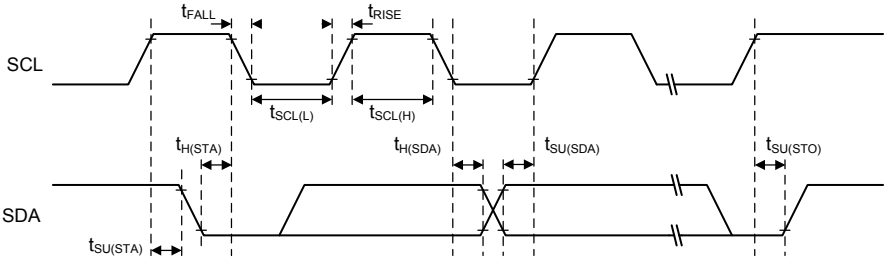 tFALL tRISE
SCL
tSCL(L) tSCL(H)
tH(STA) tH(SDA) tSU(SDA) tSU(STO)
SDA
tSU(STA)